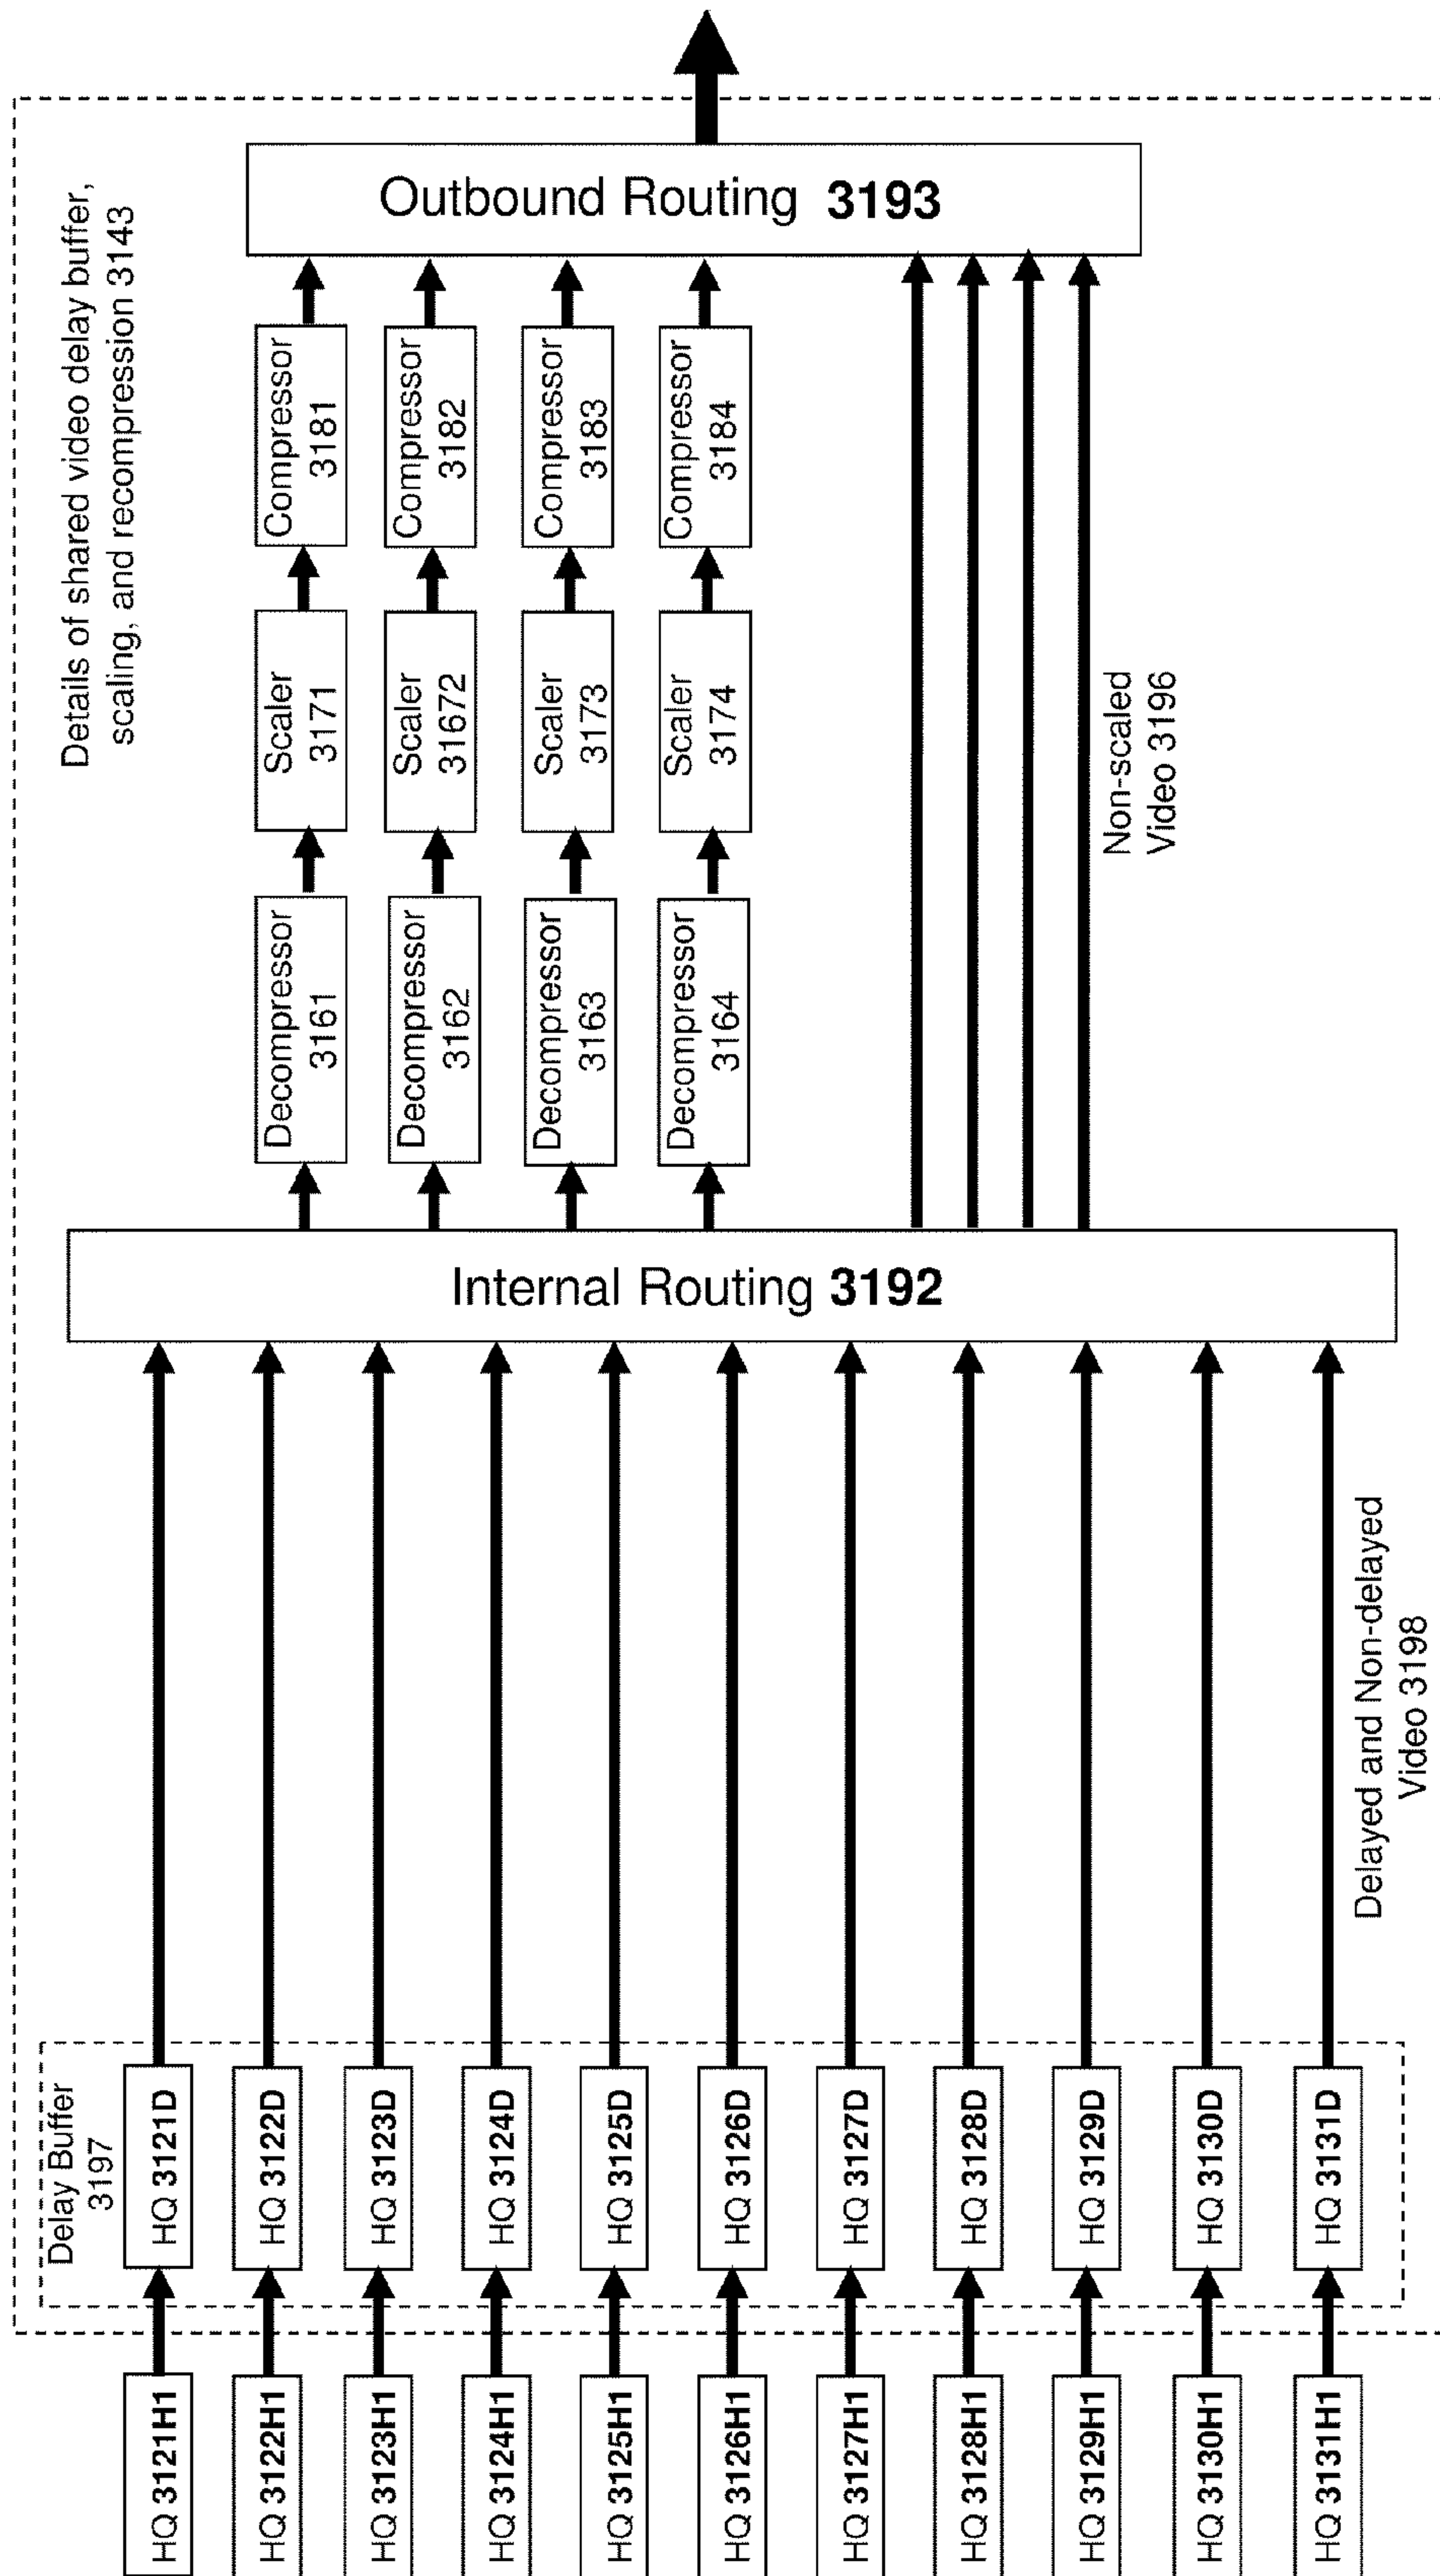 Details of shared video delay buffer,
scaling, and recompression 3143
Delay Buffer
3197
HQ 3121H1
HQ 3121D
HQ 3122H1
HQ 3122D
HQ 3123H1
HQ 3123D
HQ 3124H1
HQ 3124D
HQ 3125H1
HQ 3125D
HQ 3126H1
HQ 3126D
HQ 3127H1
HQ 3127D
HQ 3128H1
HQ 3128D
HQ 3129H1
HQ 3129D
HQ 3130H1
HQ 3130D
HQ 3131H1
HQ 3131D
Delayed and Non-delayed
Video 3198
Internal Routing 3192
Decompressor
3161
Scaler
3171
Compressor
3181
Decompressor
3162
Scaler
31672
Compressor
3182
Decompressor
3163
Scaler
3173
Compressor
3183
Decompressor
3164
Scaler
3174
Compressor
3184
Non-scaled
Video 3196
Outbound Routing 3193